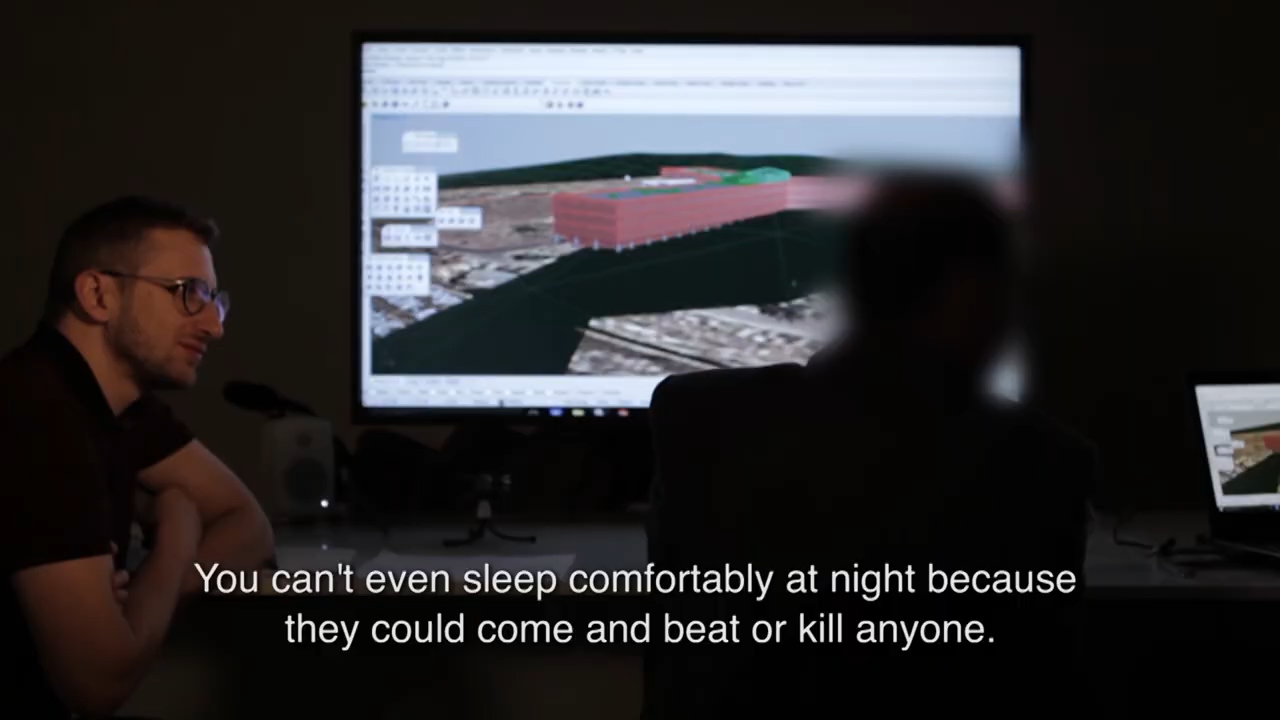 You can't even sleep comfortably at night because
they could come and beat or kill anyone.